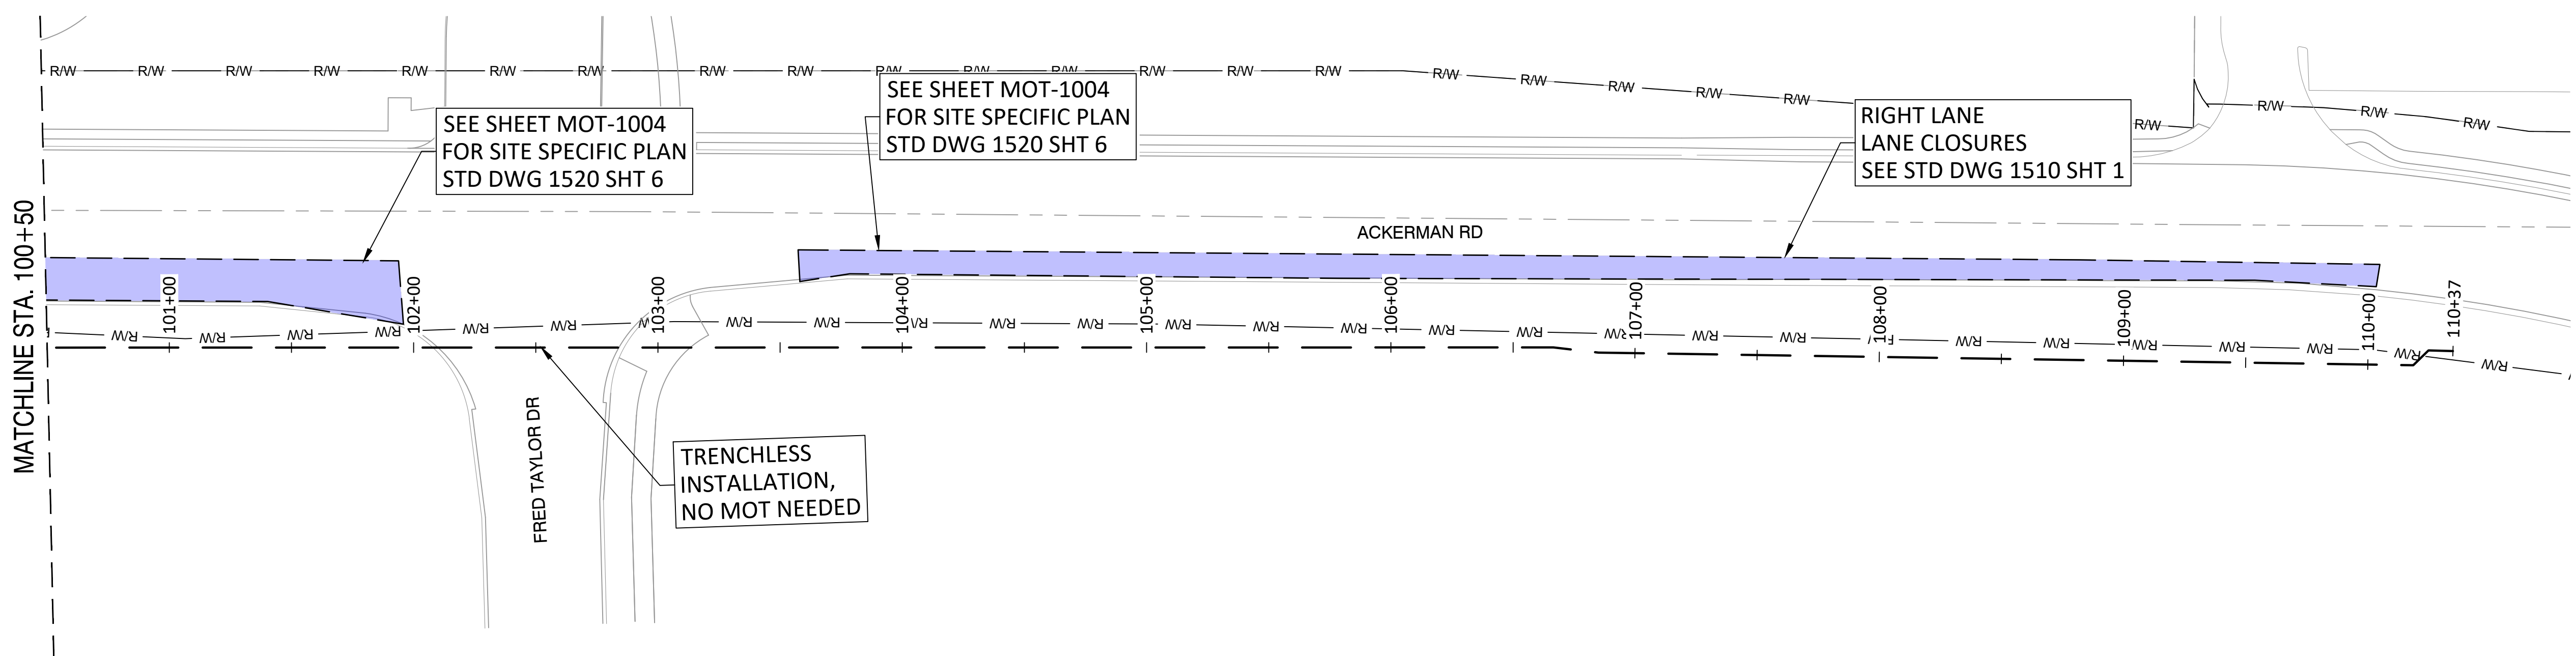 R/W R/W R/W R/W R/W R/W R/W R/W R/W R/W R/W R/W R/W R/W R/W R/W R/W R/W R/W R/W R/W
R/W R/W R/W R/W
SEE SHEET MOT-1004
FOR SITE SPECIFIC PLAN
STD DWG 1520 SHT 6
SEE SHEET MOT-1004
FOR SITE SPECIFIC PLAN
STD DWG 1520 SHT 6
RIGHT LANE
LANE CLOSURES
SEE STD DWG 1510 SHT 1
MATCHLINE STA. 100+50
ACKERMAN RD
101+00
102+00
103+00
104+00
105+00
106+00
107+00
108+00
109+00
110+00
110+37
R/W R/W R/W R/W R/W R/W R/W R/W R/W R/W R/W R/W R/W R/W R/W R/W R/W R/W R/W R/W R/W R/W R/W R/W R/W R/W R/W
FRED TAYLOR DR
TRENCHLESS
INSTALLATION,
NO MOT NEEDED